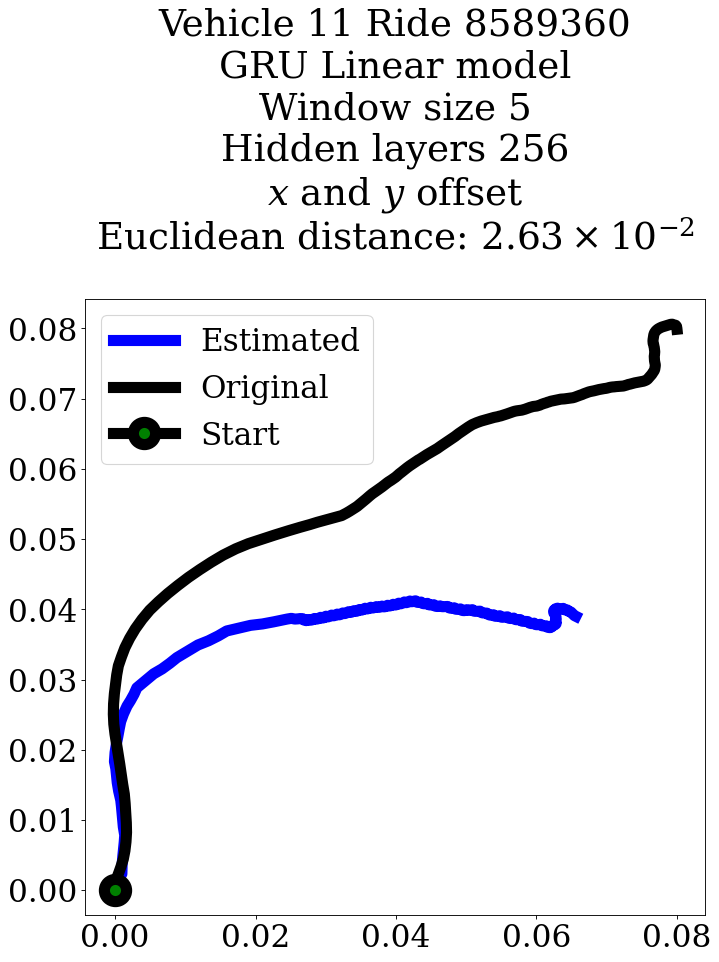 Vehicle 11 Ride 8589360
GRU Linear model
Window size 5
Hidden layers 256
x and y offset
Euclidean distance: 2.63 × 10⁻²
Estimated
Original
Start
0.08
0.07
0.06
0.05
0.04
0.03
0.02
0.01
0.00
0.00 0.02 0.04 0.06 0.08